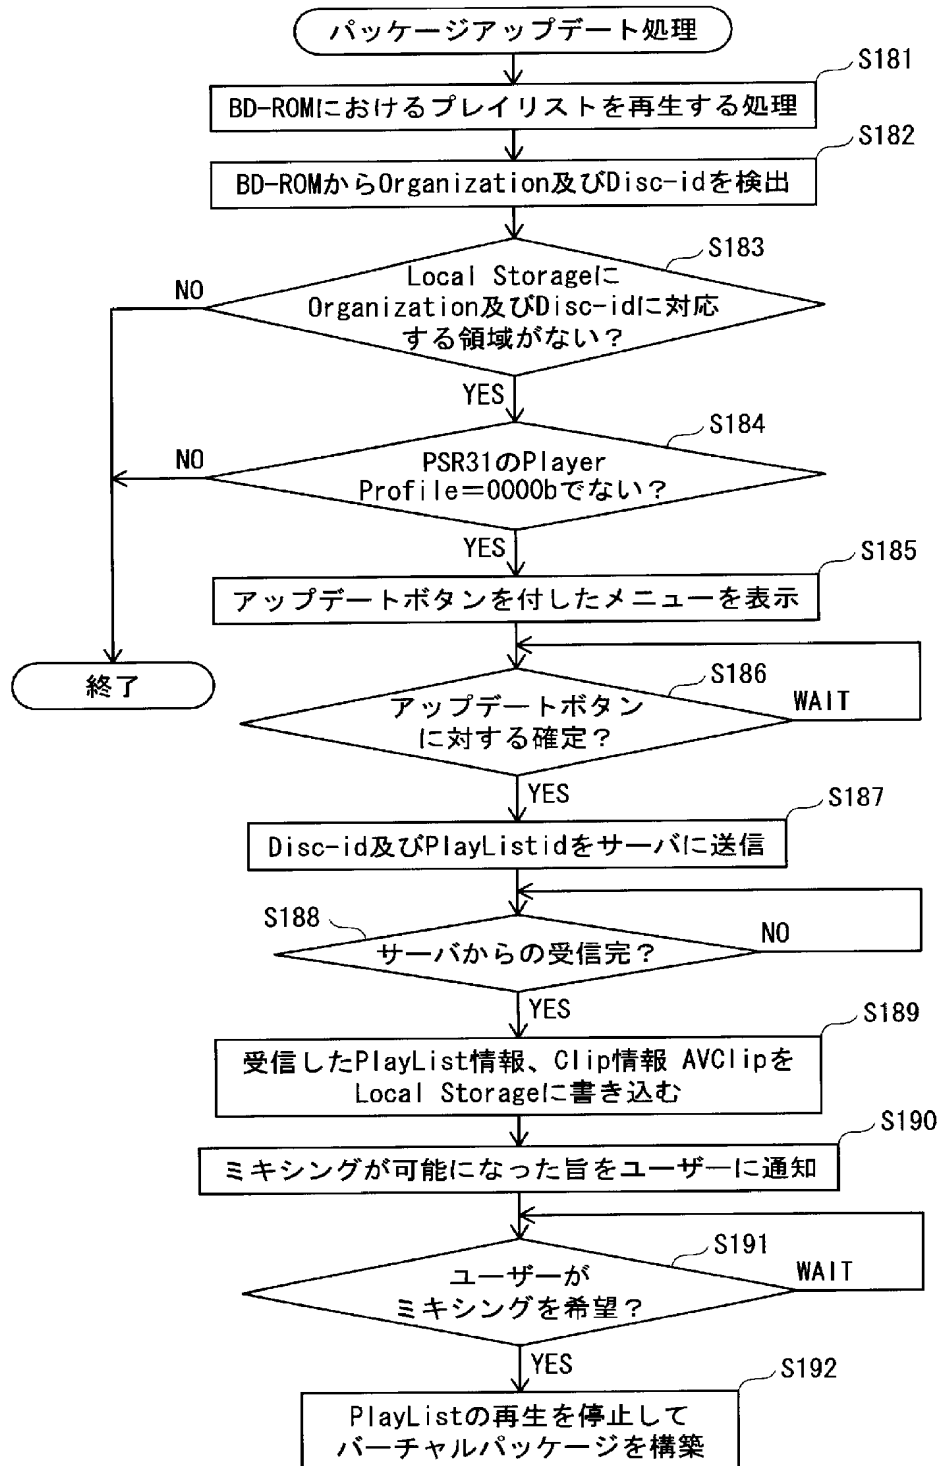 パッケージアップデート処理
S181
BD-ROMにおけるプレイリストを再生する処理
S182
BD-ROMからOrganization及びDisc-idを検出
S183
Local Storageに
Organization及びDisc-idに対応
する領域がない？
NO
YES
S184
PSR31のPlayer
Profile＝0000bでない？
NO
YES
S185
アップデートボタンを付したメニューを表示
終了
S186
アップデートボタン
に対する確定？
WAIT
YES
S187
Disc-id及びPlayListidをサーバに送信
S188
サーバからの受信完？
NO
YES
S189
受信したPlayList情報、Clip情報 AVClipを
Local Storageに書き込む
S190
ミキシングが可能になった旨をユーザーに通知
S191
ユーザーが
ミキシングを希望？
WAIT
YES
S192
PlayListの再生を停止して
バーチャルパッケージを構築